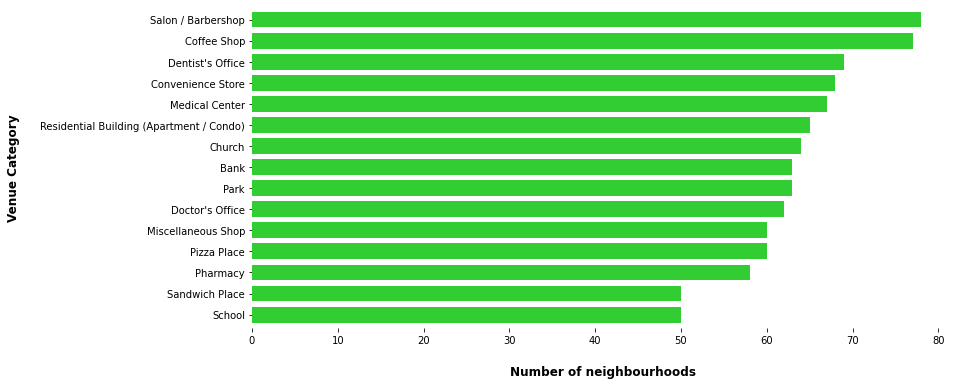 Salon / Barbershop
Coffee Shop
Dentist's Office
Convenience Store
Medical Center
Residential Building (Apartment / Condo)
Church
Bank
Park
Doctor's Office
Miscellaneous Shop
Pizza Place
Pharmacy
Sandwich Place
School
Venue Category
0 10 20 30 40 50 60 70 80
Number of neighbourhoods